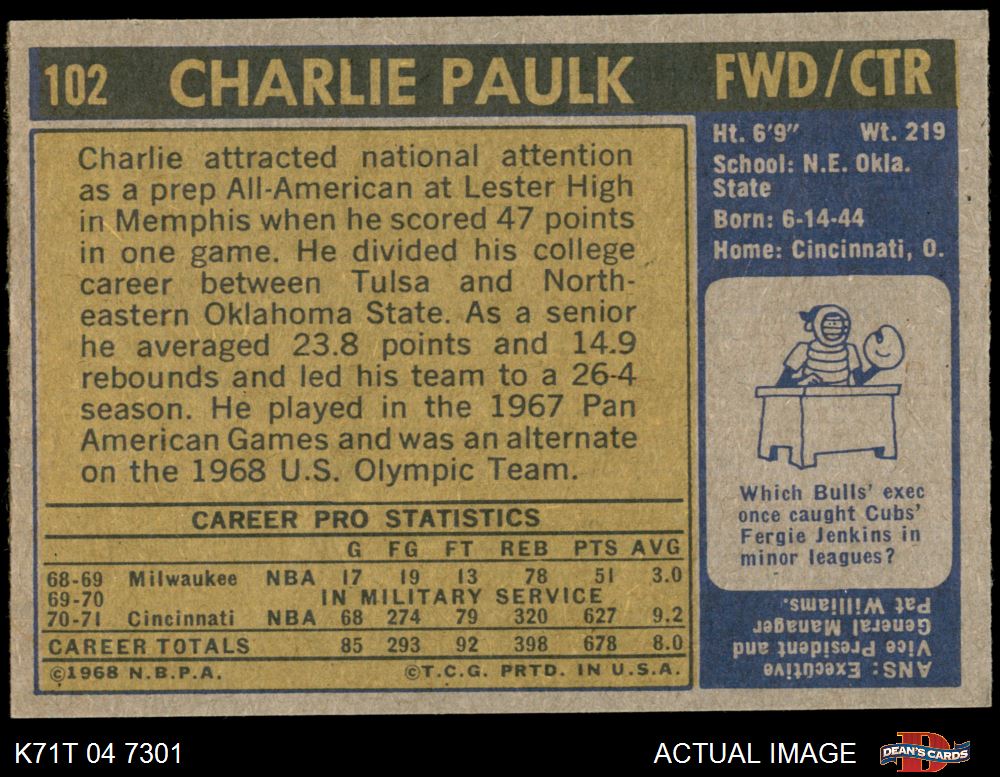 102 CHARLIE PAULK FWD/CTR
Charlie attracted national attention
as a prep All-American at Lester High
in Memphis when he scored 47 points
in one game. He divided his college
career between Tulsa and North-
eastern Oklahoma State. As a senior
he averaged 23.8 points and 14.9
rebounds and led his team to a 26-4
season. He played in the 1967 Pan
American Games and was an alternate
on the 1968 U.S. Olympic Team.
CAREER PRO STATISTICS
G FG FT REB PTS AVG
68-69 Milwaukee NBA 17 19 13 78 51 3.0
69-70 IN MILITARY SERVICE
70-71 Cincinnati NBA 68 274 79 320 627 9.2
CAREER TOTALS 85 293 92 398 678 8.0
©1968 N.B.P.A. ©T.C.G. PRTD. IN U.S.A.
Ht. 6'9" Wt. 219
School: N.E. Okla.
State
Born: 6-14-44
Home: Cincinnati, O.
Which Bulls' exec
once caught Cubs'
Fergie Jenkins in
minor leagues?
ANS: Executive
Vice President and
General Manager
Pat Williams.
K71T 04 7301
ACTUAL IMAGE
D
DEAN'S CARDS